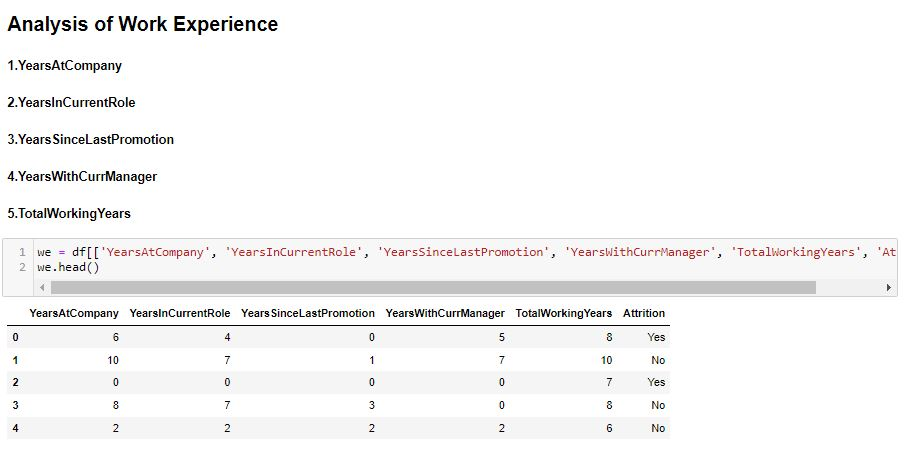 Analysis of Work Experience
1.YearsAtCompany
2.YearsInCurrentRole
3.YearsSinceLastPromotion
4.YearsWithCurrManager
5.TotalWorkingYears
1 we = df[['YearsAtCompany', 'YearsInCurrentRole', 'YearsSinceLastPromotion', 'YearsWithCurrManager', 'TotalWorkingYears', 'At
2 we.head()
YearsAtCompany YearsInCurrentRole YearsSinceLastPromotion YearsWithCurrManager TotalWorkingYears Attrition
0 6 4 0 5 8 Yes
1 10 7 1 7 10 No
2 0 0 0 0 7 Yes
3 8 7 3 0 8 No
4 2 2 2 2 6 No